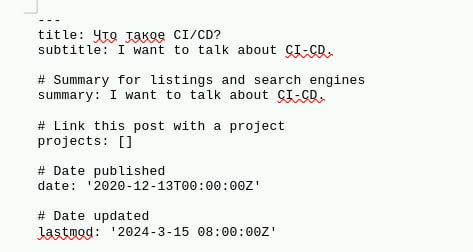 ---
title: Что такое CI/CD?
subtitle: I want to talk about CI-CD.
# Summary for listings and search engines
summary: I want to talk about CI-CD.
# Link this post with a project
projects: []
# Date published
date: '2020-12-13T00:00:00Z'
# Date updated
lastmod: '2024-3-15 08:00:00Z'